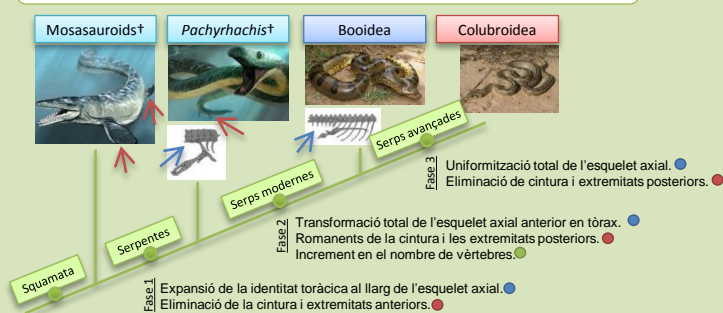 Mosasauroids†
Pachyrhachis†
Booidea
Colubroidea
Serps avançades
Fase 3
Uniformització total de l'esquelet axial.
Eliminació de cintura i extremitats posteriors.
Serps modernes
Fase 2
Transformació total de l'esquelet axial anterior en tòrax.
Romanents de la cintura i les extremitats posteriors.
Increment en el nombre de vèrtebres.
Serpentes
Squamata
Fase 1
Expansió de la identitat toràcica al llarg de l'esquelet axial.
Eliminació de la cintura i extremitats anteriors.